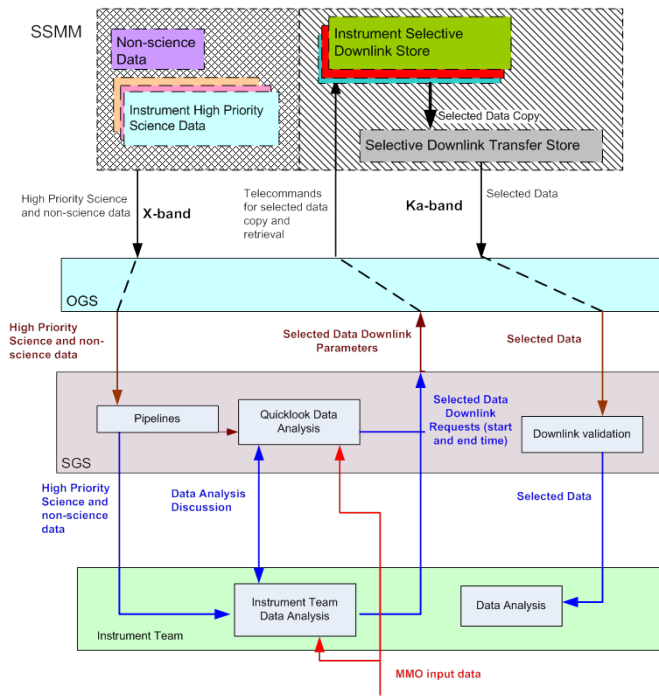 SSMM
Non-science
Data
Instrument High Priority
Science Data
Instrument Selective
Downlink Store
Selected Data Copy
Selective Downlink Transfer Store
High Priority Science
and non-science data
X-band
Telecommands
for selected data
copy and
retrieval
Ka-band
Selected Data
OGS
High Priority
Science and non-
science data
Selected Data Downlink
Parameters
Selected Data
Pipelines
Quicklook Data
Analysis
Selected Data
Downlink
Requests (start
and end time)
Downlink validation
SGS
High Priority
Science and
non-science
data
Data Analysis
Discussion
Selected Data
Instrument Team
Data Analysis
Data Analysis
Instrument Team
MMO input data